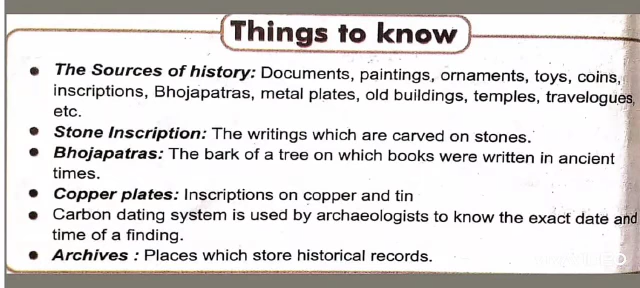 Things to know
• The Sources of history: Documents, paintings, ornaments, toys, coins,
inscriptions, Bhojapatras, metal plates, old buildings, temples, travelogues,
etc.
• Stone Inscription: The writings which are carved on stones.
• Bhojapatras: The bark of a tree on which books were written in ancient
times.
• Copper plates: Inscriptions on copper and tin
• Carbon dating system is used by archaeologists to know the exact date and
time of a finding.
• Archives : Places which store historical records.